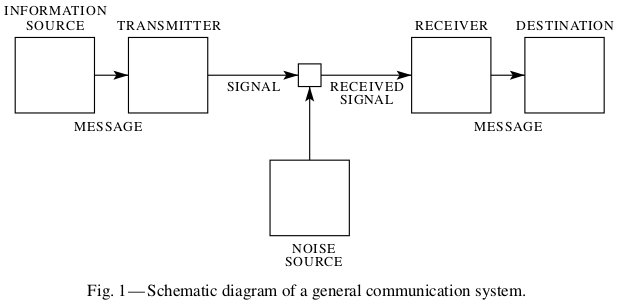 INFORMATION
SOURCE
TRANSMITTER
RECEIVER
DESTINATION
SIGNAL
RECEIVED
SIGNAL
MESSAGE
MESSAGE
NOISE
SOURCE
Fig. 1—Schematic diagram of a general communication system.